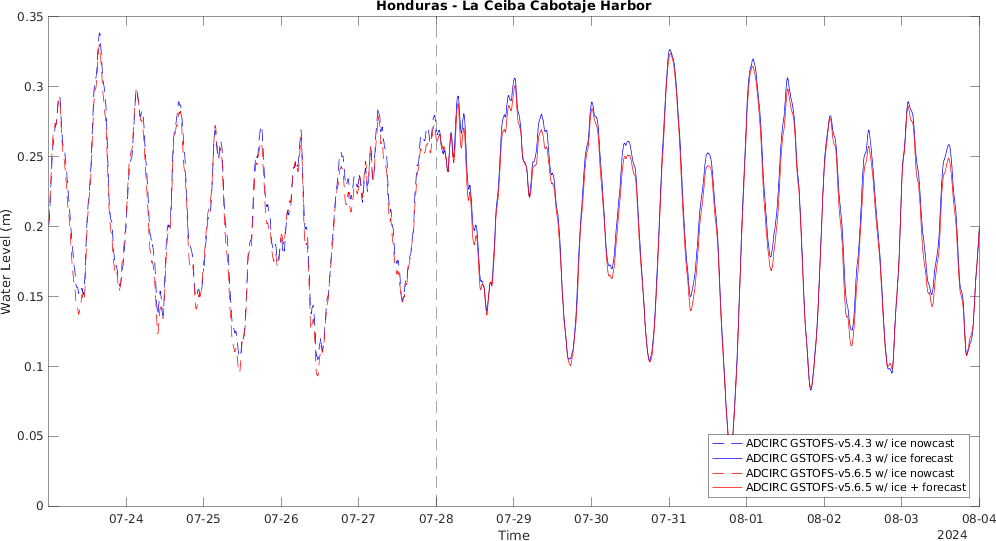 Honduras - La Ceiba Cabotaje Harbor
0.35
0.3
0.25
0.2
0.15
0.1
0.05
0
Water Level (m)
ADCIRC GSTOFS-v5.4.3 w/ ice nowcast
ADCIRC GSTOFS-v5.4.3 w/ ice forecast
ADCIRC GSTOFS-v5.6.5 w/ ice nowcast
ADCIRC GSTOFS-v5.6.5 w/ ice + forecast
07-24 07-25 07-26 07-27 07-28 07-29 07-30 07-31 08-01 08-02 08-03 08-04
Time
2024